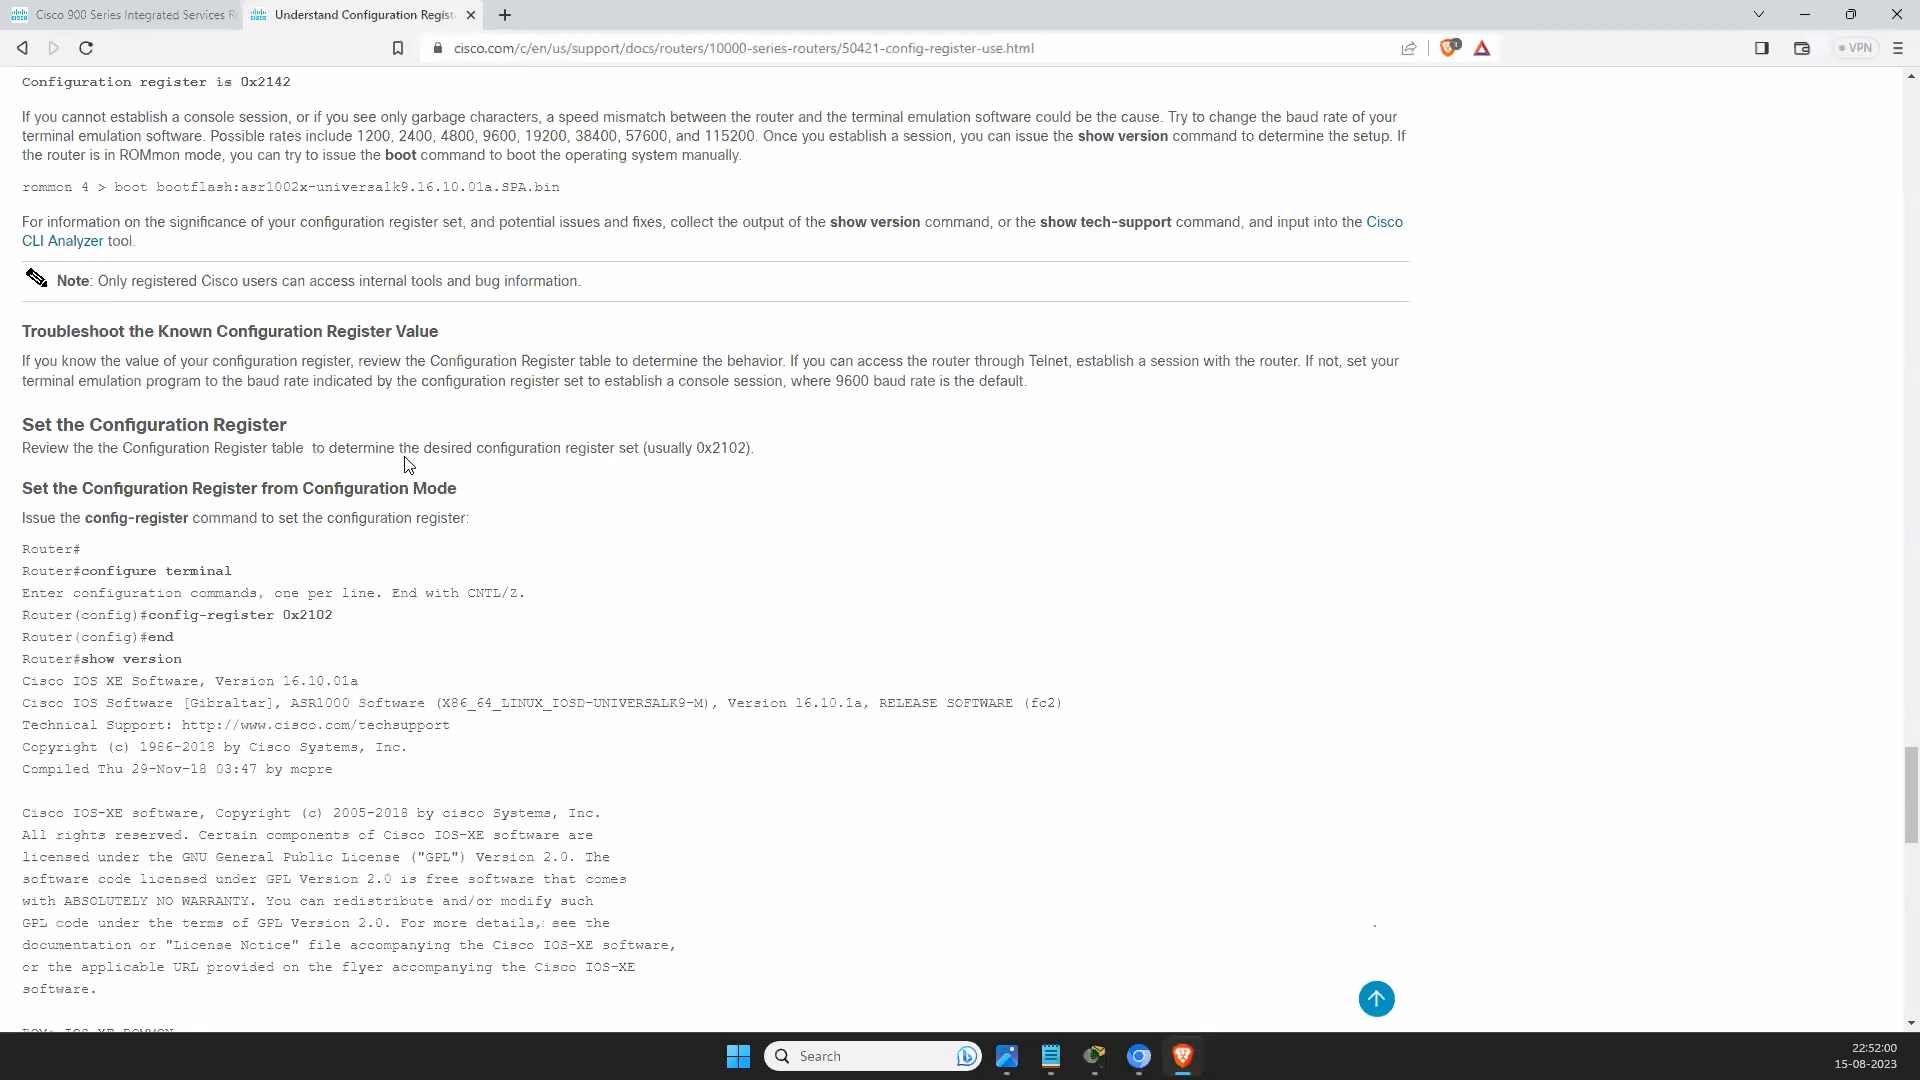 Cisco 900 Series Integrated Services R
Understand Configuration Regist
cisco.com/c/en/us/support/docs/routers/10000-series-routers/50421-config-register-use.html
VPN
Configuration register is 0x2142
If you cannot establish a console session, or if you see only garbage characters, a speed mismatch between the router and the terminal emulation software could be the cause. Try to change the baud rate of your
terminal emulation software. Possible rates include 1200, 2400, 4800, 9600, 19200, 38400, 57600, and 115200. Once you establish a session, you can issue the show version command to determine the setup. If
the router is in ROMmon mode, you can try to issue the boot command to boot the operating system manually.
rommon 4 > boot bootflash:asr1002x-universalk9.16.10.01a.SPA.bin
For information on the significance of your configuration register set, and potential issues and fixes, collect the output of the show version command, or the show tech-support command, and input into the Cisco
CLI Analyzer tool.
Note: Only registered Cisco users can access internal tools and bug information.
Troubleshoot the Known Configuration Register Value
If you know the value of your configuration register, review the Configuration Register table to determine the behavior. If you can access the router through Telnet, establish a session with the router. If not, set your
terminal emulation program to the baud rate indicated by the configuration register set to establish a console session, where 9600 baud rate is the default.
Set the Configuration Register
Review the the Configuration Register table to determine the desired configuration register set (usually 0x2102).
Set the Configuration Register from Configuration Mode
Issue the config-register command to set the configuration register:
Router#
Router#configure terminal
Enter configuration commands, one per line. End with CNTL/Z.
Router(config)#config-register 0x2102
Router(config)#end
Router#show version
Cisco IOS XE Software, Version 16.10.01a
Cisco IOS Software [Gibraltar], ASR1000 Software (X86_64_LINUX_IOSD-UNIVERSALK9-M), Version 16.10.1a, RELEASE SOFTWARE (fc2)
Technical Support: http://www.cisco.com/techsupport
Copyright (c) 1986-2018 by Cisco Systems, Inc.
Compiled Thu 29-Nov-18 03:47 by mcpre
Cisco IOS-XE software, Copyright (c) 2005-2018 by cisco Systems, Inc.
All rights reserved. Certain components of Cisco IOS-XE software are
licensed under the GNU General Public License ("GPL") Version 2.0. The
software code licensed under GPL Version 2.0 is free software that comes
with ABSOLUTELY NO WARRANTY. You can redistribute and/or modify such
GPL code under the terms of GPL Version 2.0. For more details, see the
documentation or "License Notice" file accompanying the Cisco IOS-XE software,
or the applicable URL provided on the flyer accompanying the Cisco IOS-XE
software.
ROM: IOS-XE ROMMON
Search
22:52:00
15-08-2023